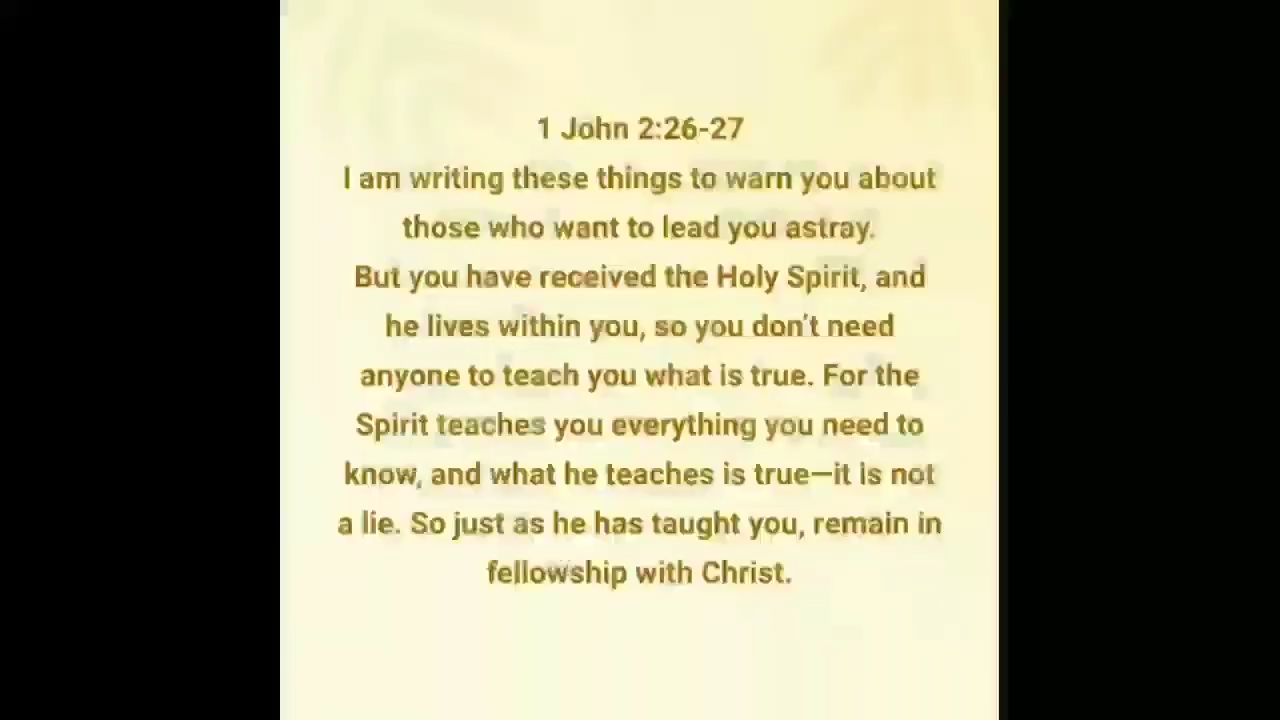 1 John 2:26-27
I am writing these things to warn you about
those who want to lead you astray.
But you have received the Holy Spirit, and
he lives within you, so you don't need
anyone to teach you what is true. For the
Spirit teaches you everything you need to
know, and what he teaches is true—it is not
a lie. So just as he has taught you, remain in
fellowship with Christ.